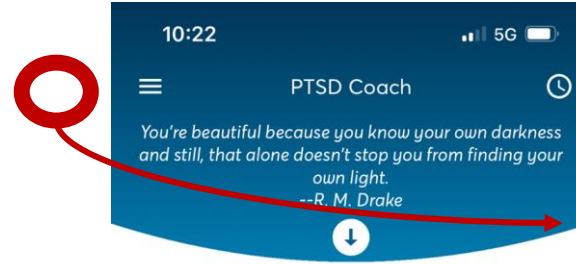 10:22
5G
PTSD Coach
You're beautiful because you know your own darkness
and still, that alone doesn't stop you from finding your
own light.
--R. M. Drake